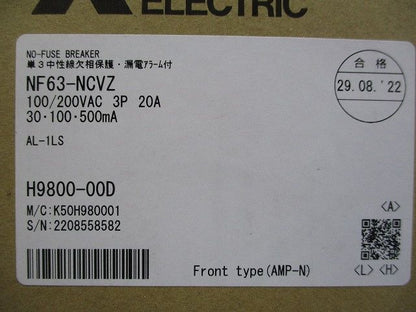 ELECTRIC
NO-FUSE BREAKER
単3中性線欠相保護・漏電アラーム付
NF63-NCVZ
100/200VAC 3P 20A
30・100・500mA
AL-1LS
合格
29.08.'22
H9800-00D
M/C:K50H980001
S/N:2208558582
<A>
Front type(AMP-N)
<L> <H>